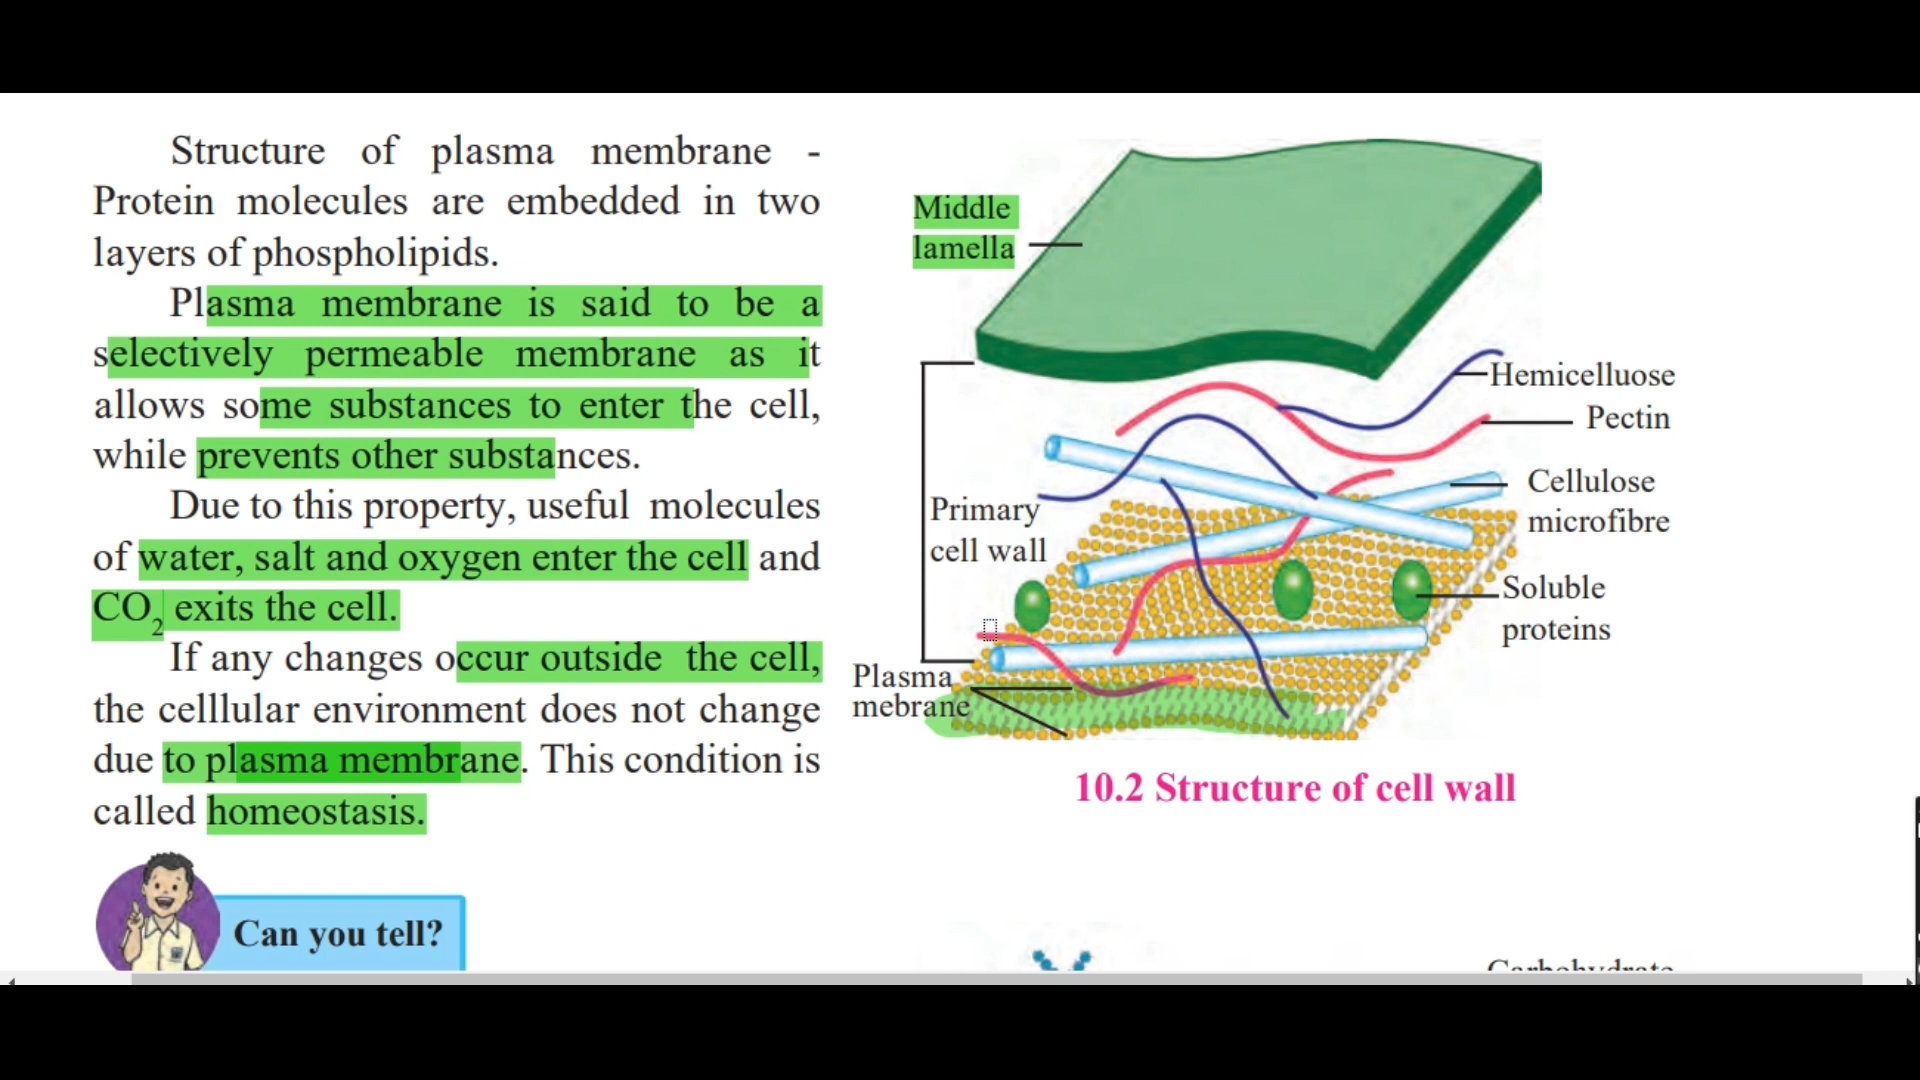 Structure of plasma membrane -
Protein molecules are embedded in two
layers of phospholipids.
Plasma membrane is said to be a
selectively permeable membrane as it
allows some substances to enter the cell,
while prevents other substances.
Due to this property, useful molecules
of water, salt and oxygen enter the cell and
CO2 exits the cell.
If any changes occur outside the cell,
the celllular environment does not change
due to plasma membrane. This condition is
called homeostasis.
Can you tell?
Middle
lamella
Hemicelluose
Pectin
Cellulose
microfibre
Primary
cell wall
Soluble
proteins
Plasma
mebrane
10.2 Structure of cell wall
Carbohydrate